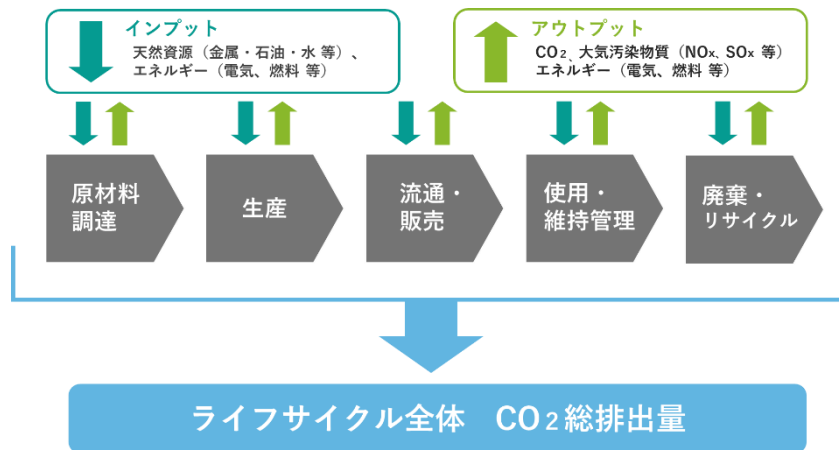 インプット
天然資源（金属・石油・水 等）、
エネルギー（電気、燃料 等）
アウトプット
CO₂、大気汚染物質（NOx、SOx 等）
エネルギー（電気、燃料 等）
原材料
調達
生産
流通・
販売
使用・
維持管理
廃棄・
リサイクル
ライフサイクル全体　CO₂総排出量